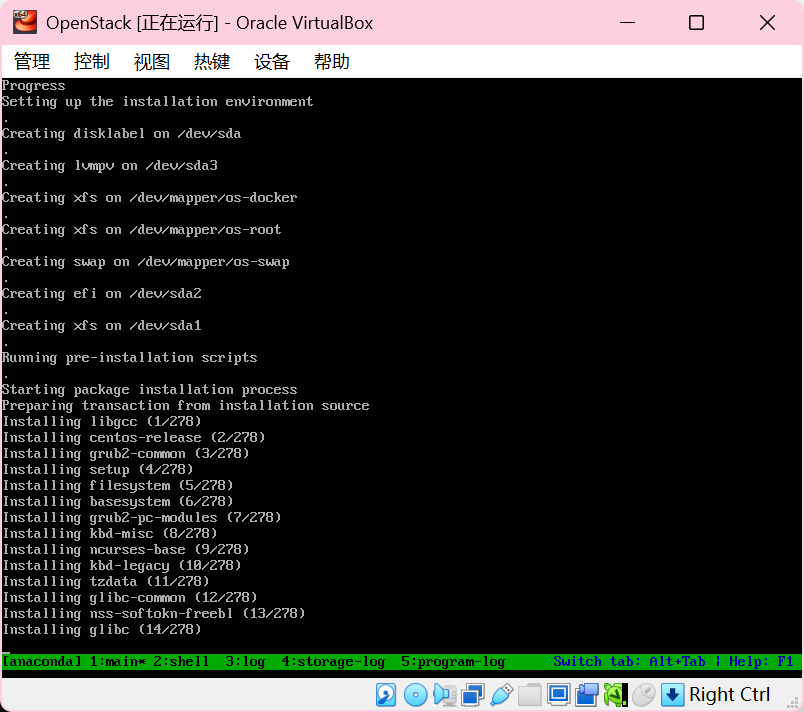 OpenStack [正在运行] - Oracle VirtualBox
管理 控制 视图 热键 设备 帮助
Progress
Setting up the installation environment
.
Creating disklabel on /dev/sda
.
Creating lvmpv on /dev/sda3
.
Creating xfs on /dev/mapper/os-docker
.
Creating xfs on /dev/mapper/os-root
.
Creating swap on /dev/mapper/os-swap
.
Creating efi on /dev/sda2
.
Creating xfs on /dev/sda1
.
Running pre-installation scripts
.
Starting package installation process
Preparing transaction from installation source
Installing libgcc (1/278)
Installing centos-release (2/278)
Installing grub2-common (3/278)
Installing setup (4/278)
Installing filesystem (5/278)
Installing basesystem (6/278)
Installing grub2-pc-modules (7/278)
Installing kbd-misc (8/278)
Installing ncurses-base (9/278)
Installing kbd-legacy (10/278)
Installing tzdata (11/278)
Installing glibc-common (12/278)
Installing nss-softokn-freebl (13/278)
Installing glibc (14/278)
[anaconda] 1:main* 2:shell  3:log  4:storage-log  5:program-log      Switch tab: Alt+Tab | Help: F1
Right Ctrl